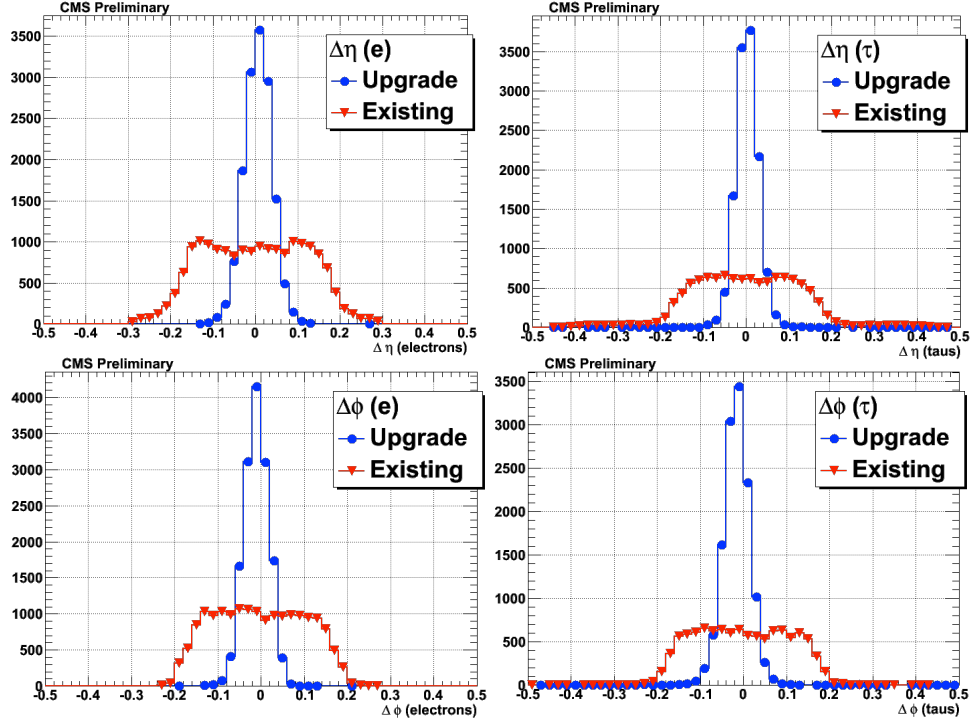 CMS Preliminary
Δη (e)
Upgrade
Existing
3500
3000
2500
2000
1500
1000
500
0
-0.5 -0.4 -0.3 -0.2 -0.1 0 0.1 0.2 0.3 0.4 0.5
Δ η (electrons)
CMS Preliminary
Δη (τ)
Upgrade
Existing
3500
3000
2500
2000
1500
1000
500
0
-0.5 -0.4 -0.3 -0.2 -0.1 0 0.1 0.2 0.3 0.4 0.5
Δ η (taus)
CMS Preliminary
Δϕ (e)
Upgrade
Existing
4000
3500
3000
2500
2000
1500
1000
500
0
-0.5 -0.4 -0.3 -0.2 -0.1 0 0.1 0.2 0.3 0.4 0.5
Δ ϕ (electrons)
CMS Preliminary
Δϕ (τ)
Upgrade
Existing
3500
3000
2500
2000
1500
1000
500
0
-0.5 -0.4 -0.3 -0.2 -0.1 0 0.1 0.2 0.3 0.4 0.5
Δ ϕ (taus)